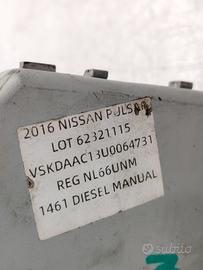 2016 NISSAN PULSAR
LOT 62321115
VSKDAAC13U0064731
REG NL66UNM
1461 DIESEL MANUAL
subito